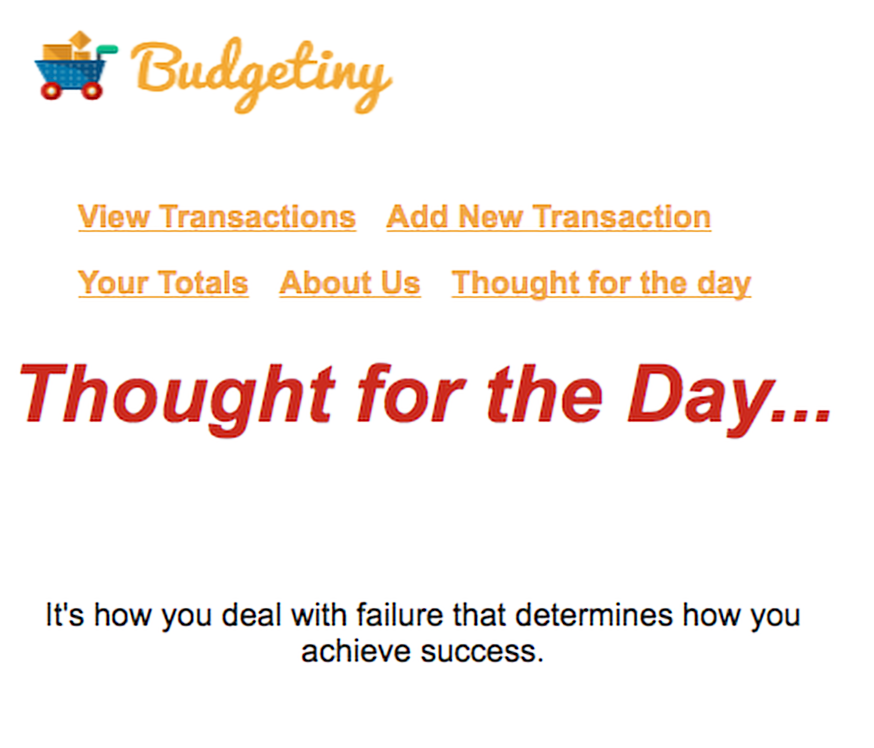 Budgetiny
View Transactions Add New Transaction
Your Totals About Us Thought for the day
Thought for the Day...
It's how you deal with failure that determines how you
achieve success.